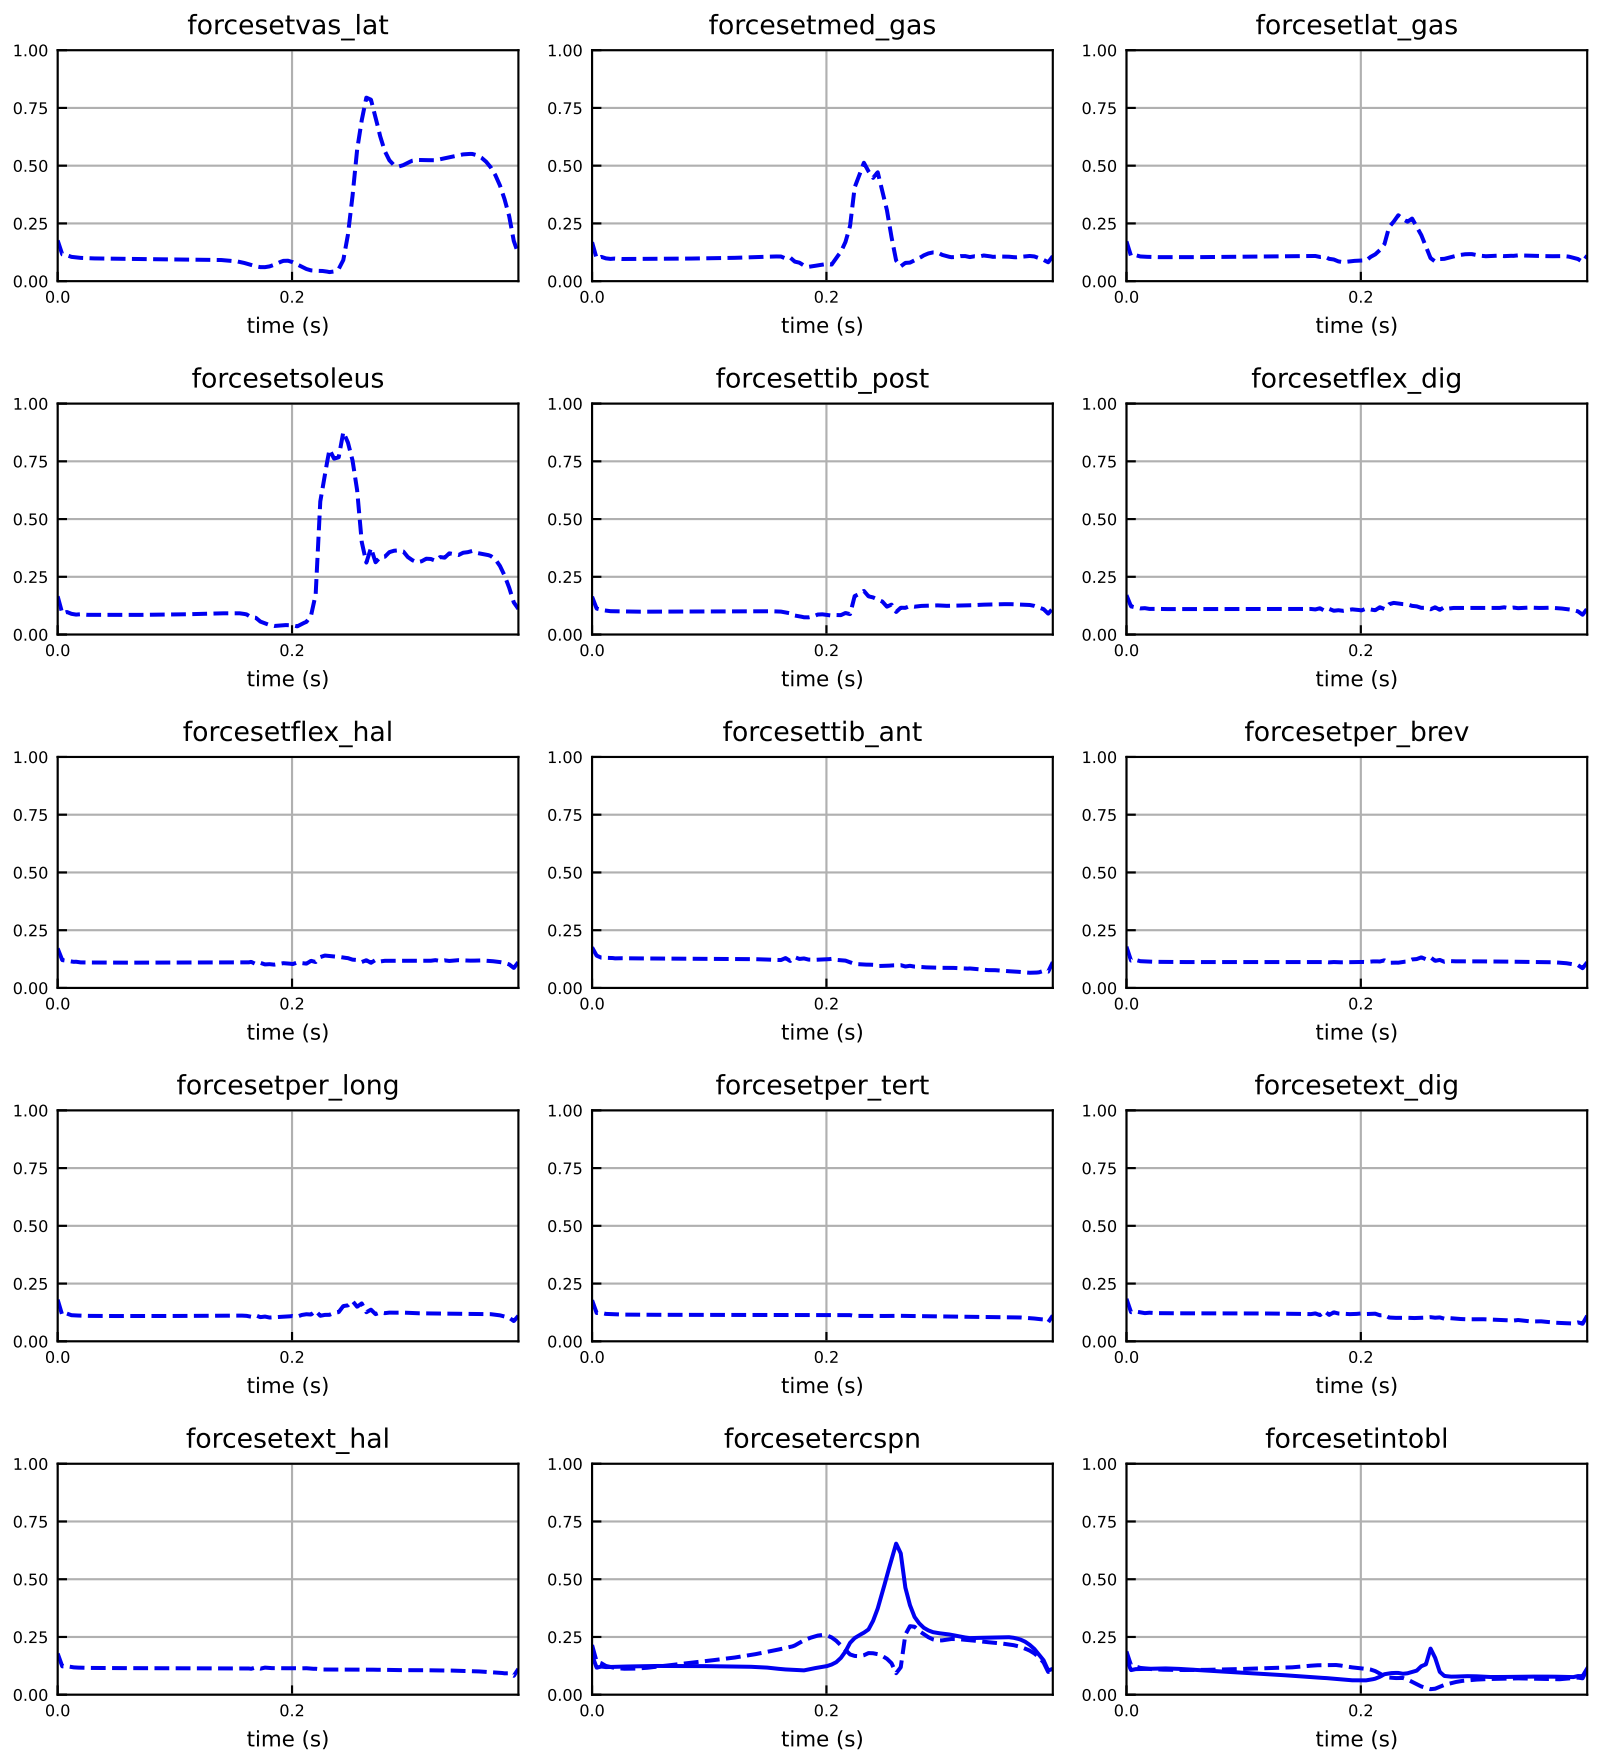 forcesetvas_lat forcesetmed_gas forcesetlat_gas
1.00 1.00 1.00
0.75 0.75 0.75
0.50 0.50 0.50
0.25 0.25 0.25
0.00 0.00 0.00
0.0 0.2 0.0 0.2 0.0 0.2
time (s) time (s) time (s)
forcesetsoleus forcesettib_post forcesetflex_dig
1.00 1.00 1.00
0.75 0.75 0.75
0.50 0.50 0.50
0.25 0.25 0.25
0.00 0.00 0.00
0.0 0.2 0.0 0.2 0.0 0.2
time (s) time (s) time (s)
forcesetflex_hal forcesettib_ant forcesetper_brev
1.00 1.00 1.00
0.75 0.75 0.75
0.50 0.50 0.50
0.25 0.25 0.25
0.00 0.00 0.00
0.0 0.2 0.0 0.2 0.0 0.2
time (s) time (s) time (s)
forcesetper_long forcesetper_tert forcesetext_dig
1.00 1.00 1.00
0.75 0.75 0.75
0.50 0.50 0.50
0.25 0.25 0.25
0.00 0.00 0.00
0.0 0.2 0.0 0.2 0.0 0.2
time (s) time (s) time (s)
forcesetext_hal forcesetercspn forcesetintobl
1.00 1.00 1.00
0.75 0.75 0.75
0.50 0.50 0.50
0.25 0.25 0.25
0.00 0.00 0.00
0.0 0.2 0.0 0.2 0.0 0.2
time (s) time (s) time (s)